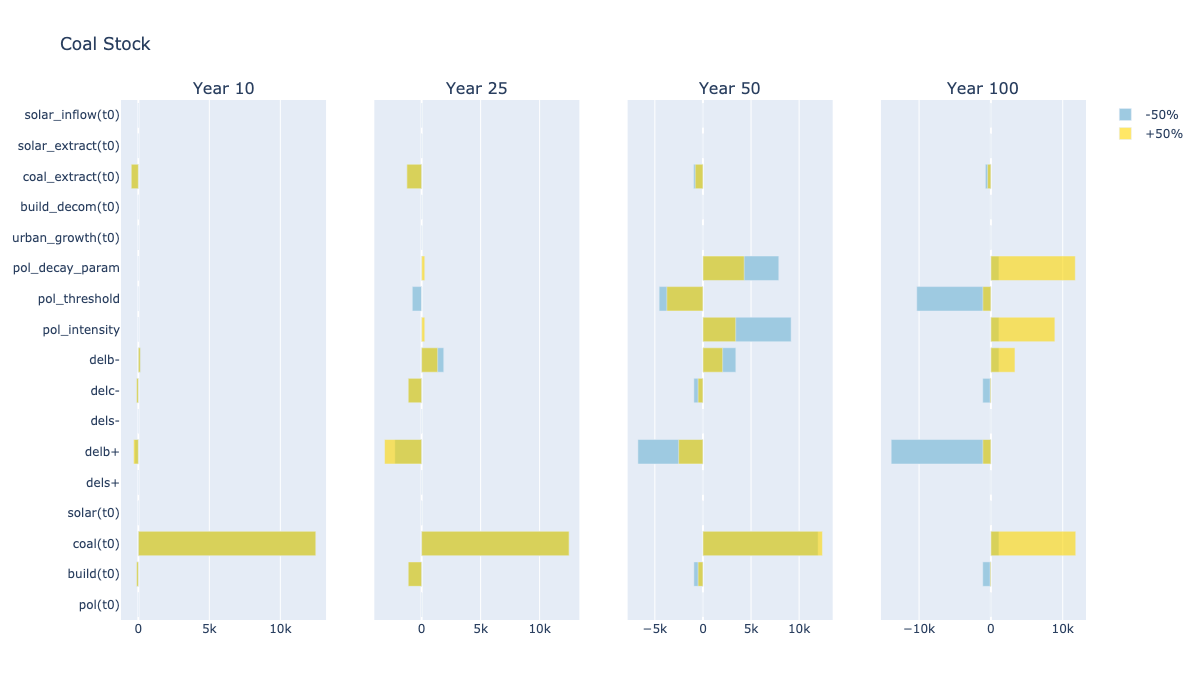 Coal Stock
Year 10
Year 25
Year 50
Year 100
-50%
+50%
solar_inflow(t0)
solar_extract(t0)
coal_extract(t0)
build_decom(t0)
urban_growth(t0)
pol_decay_param
pol_threshold
pol_intensity
delb-
delc-
dels-
delb+
dels+
solar(t0)
coal(t0)
build(t0)
pol(t0)
0 5k 10k
0 5k 10k
−5k 0 5k 10k
−10k 0 10k